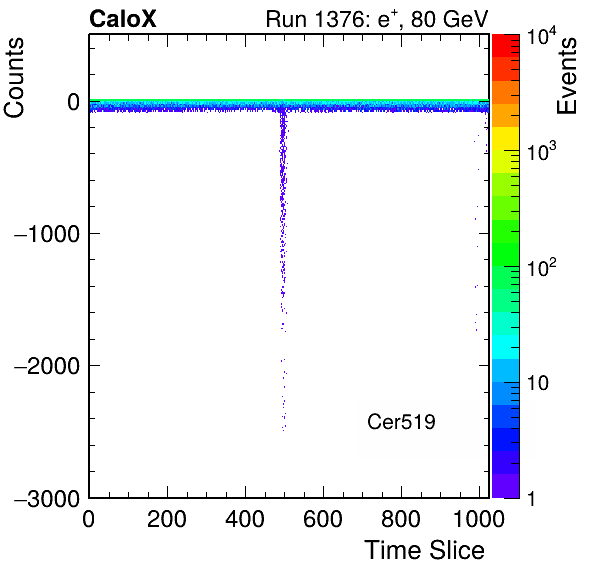 CaloX Run 1376: e⁺, 80 GeV
Counts
Events
0
−1000
−2000
−3000
0 200 400 600 800 1000
Time Slice
Cer519
10⁴
10³
10²
10
1